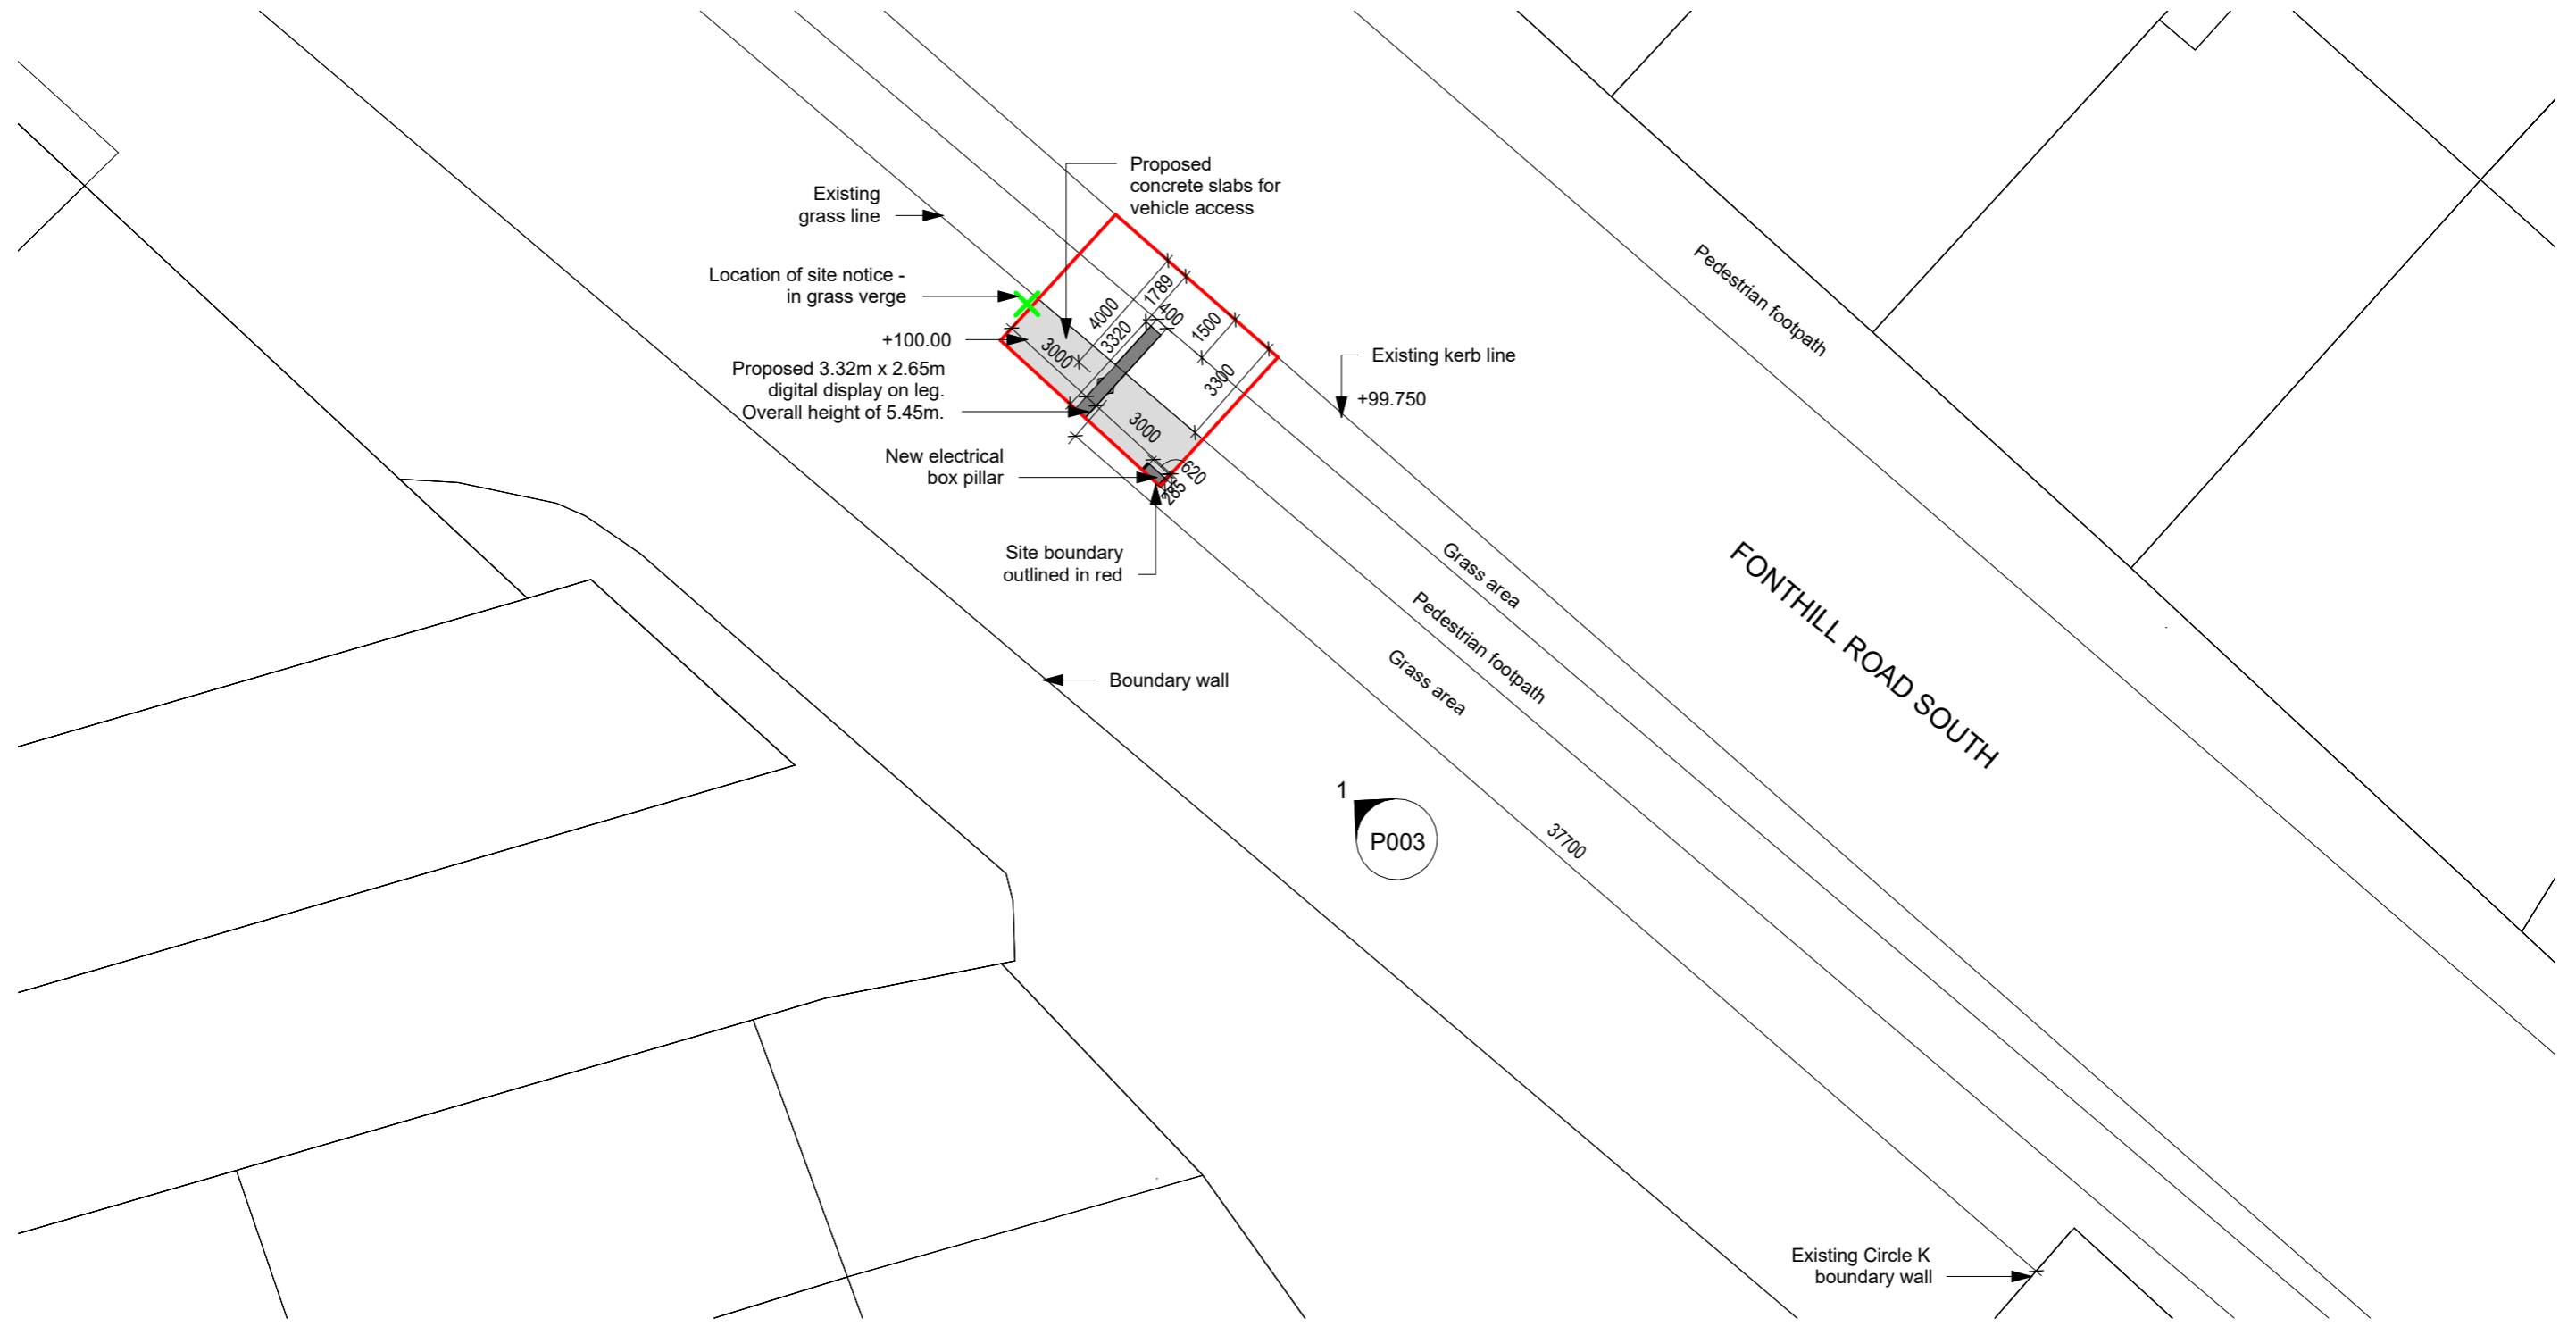 Proposed
concrete slabs for
vehicle access
Existing
grass line
Location of site notice -
in grass verge
+100.00
Proposed 3.32m x 2.65m
digital display on leg.
Overall height of 5.45m.
New electrical
box pillar
Site boundary
outlined in red
4000
1789
400
3320
1500
3000
3300
3000
620
285
Existing kerb line
+99.750
Pedestrian footpath
Grass area
Pedestrian footpath
Grass area
FONTHILL ROAD SOUTH
Boundary wall
1
P003
37700
Existing Circle K
boundary wall